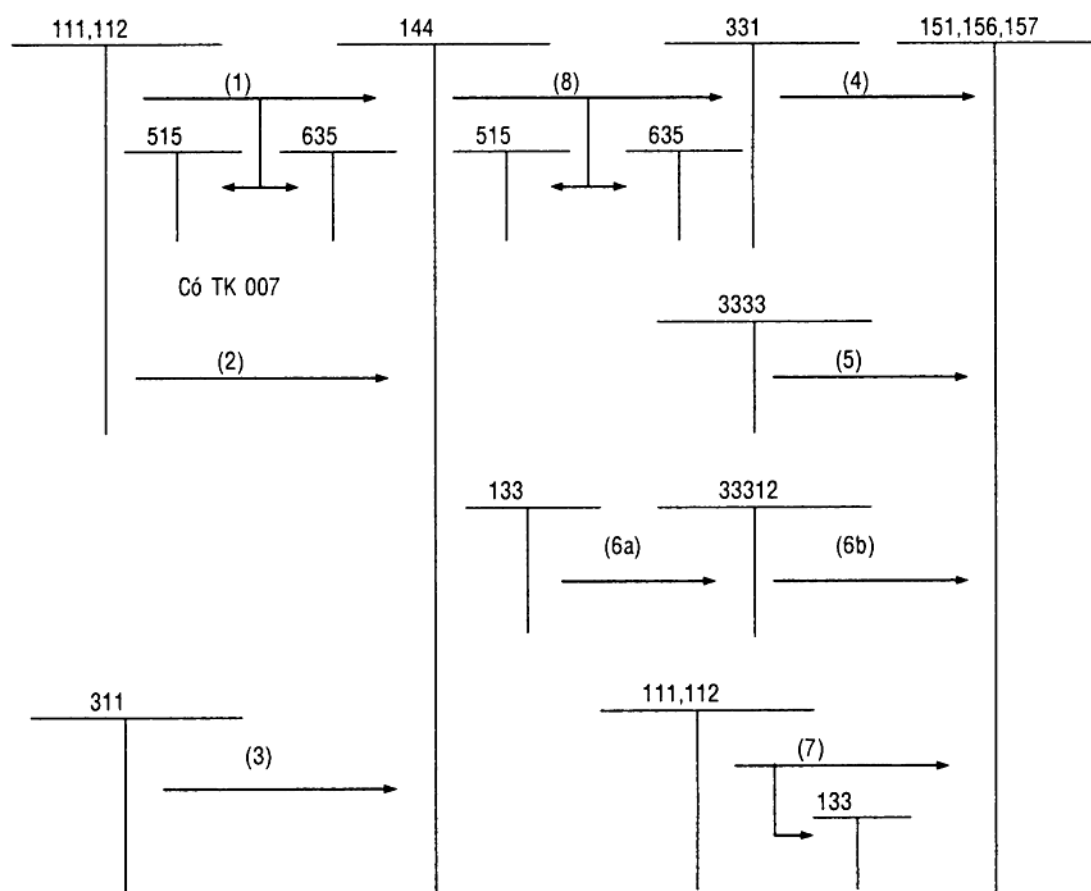 111,112 144 331 151,156,157
(1) (8) (4)
515 635 515 635
Có TK 007
3333
(2) (5)
133 33312
(6a) (6b)
311 111,112
(3) (7)
133